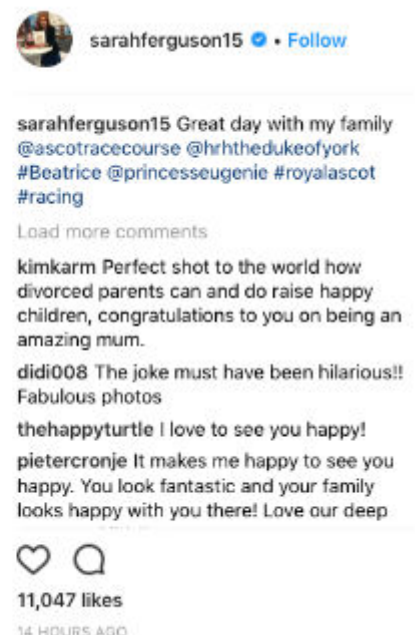 sarahferguson15 • Follow
sarahferguson15 Great day with my family
@ascotracecourse @hrhthedukeofyork
#Beatrice @princesseugenie #royalascot
#racing
Load more comments
kimkarm Perfect shot to the world how
divorced parents can and do raise happy
children, congratulations to you on being an
amazing mum.
didi008 The joke must have been hilarious!!
Fabulous photos
thehappyturtle I love to see you happy!
pietercronje It makes me happy to see you
happy. You look fantastic and your family
looks happy with you there! Love our deep
11,047 likes
14 HOURS AGO